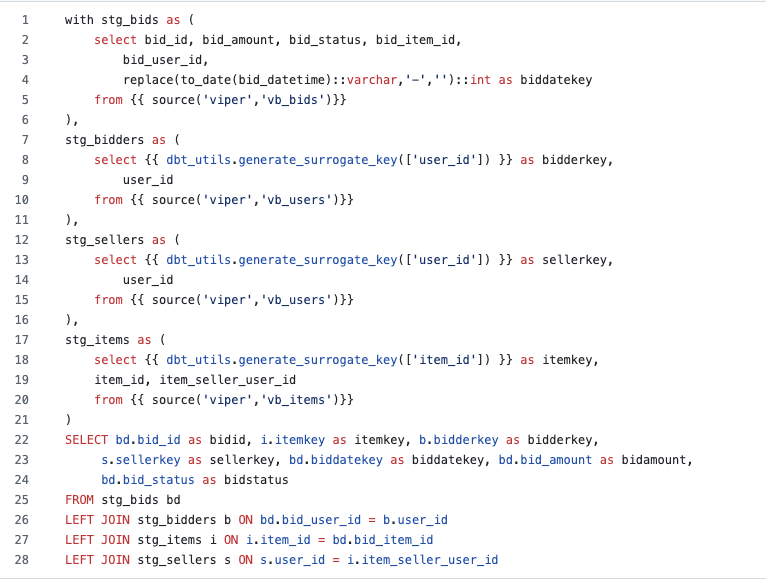 1 with stg_bids as (
2 select bid_id, bid_amount, bid_status, bid_item_id,
3 bid_user_id,
4 replace(to_date(bid_datetime)::varchar,'-','')::int as biddatekey
5 from {{ source('viper','vb_bids')}}
6 ),
7 stg_bidders as (
8 select {{ dbt_utils.generate_surrogate_key(['user_id']) }} as bidderkey,
9 user_id
10 from {{ source('viper','vb_users')}}
11 ),
12 stg_sellers as (
13 select {{ dbt_utils.generate_surrogate_key(['user_id']) }} as sellerkey,
14 user_id
15 from {{ source('viper','vb_users')}}
16 ),
17 stg_items as (
18 select {{ dbt_utils.generate_surrogate_key(['item_id']) }} as itemkey,
19 item_id, item_seller_user_id
20 from {{ source('viper','vb_items')}}
21 )
22 SELECT bd.bid_id as bidid, i.itemkey as itemkey, b.bidderkey as bidderkey,
23 s.sellerkey as sellerkey, bd.biddatekey as biddatekey, bd.bid_amount as bidamount,
24 bd.bid_status as bidstatus
25 FROM stg_bids bd
26 LEFT JOIN stg_bidders b ON bd.bid_user_id = b.user_id
27 LEFT JOIN stg_items i ON i.item_id = bd.bid_item_id
28 LEFT JOIN stg_sellers s ON s.user_id = i.item_seller_user_id